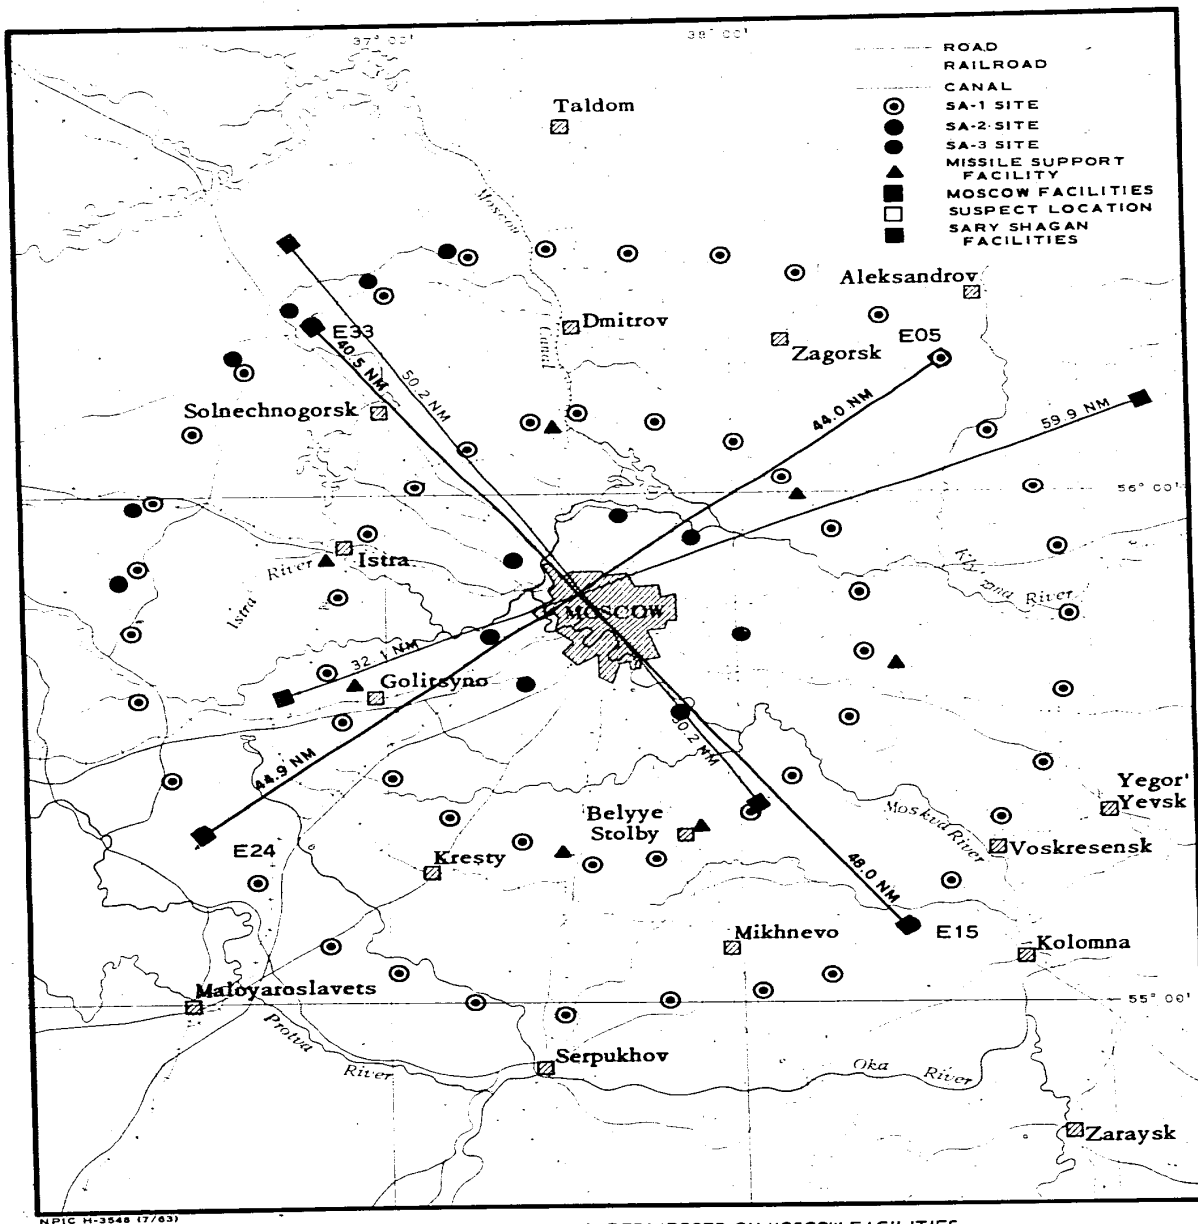 37° 00'
38° 00'
ROAD
RAILROAD
CANAL
SA-1 SITE
SA-2 SITE
SA-3 SITE
MISSILE SUPPORT
FACILITY
MOSCOW FACILITIES
SUSPECT LOCATION
SARY SHAGAN
FACILITIES
Taldom
Moscow
Canal
Aleksandrov
Dmitrov
Zagorsk
E05
E33
40.5 NM
50.2 NM
44.0 NM
59.9 NM
Solnechnogorsk
56° 00'
Istra
River
Istra
Klyazma River
MOSCOW
32.1 NM
Golitsyno
44.9 NM
Yegor'
Yevsk
Belyye
Stolby
Moskva River
Voskresensk
E24
Kresty
48.0 NM
E15
Mikhnevo
Kolomna
Maloyaroslavets
55° 00'
Protva
River
Serpukhov
Oka River
Zaraysk
NPIC H-3548 (7/63)
ON MOSCOW FACILITIES